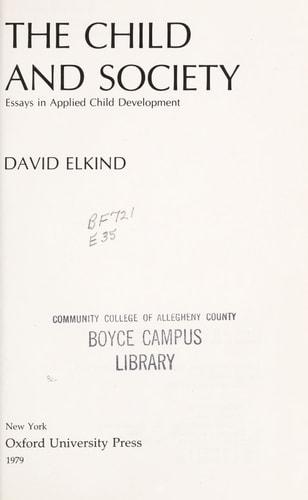 THE CHILD
AND SOCIETY
Essays in Applied Child Development
DAVID ELKIND
BF721
E35
COMMUNITY COLLEGE OF ALLEGHENY COUNTY
BOYCE CAMPUS
LIBRARY
New York
Oxford University Press
1979